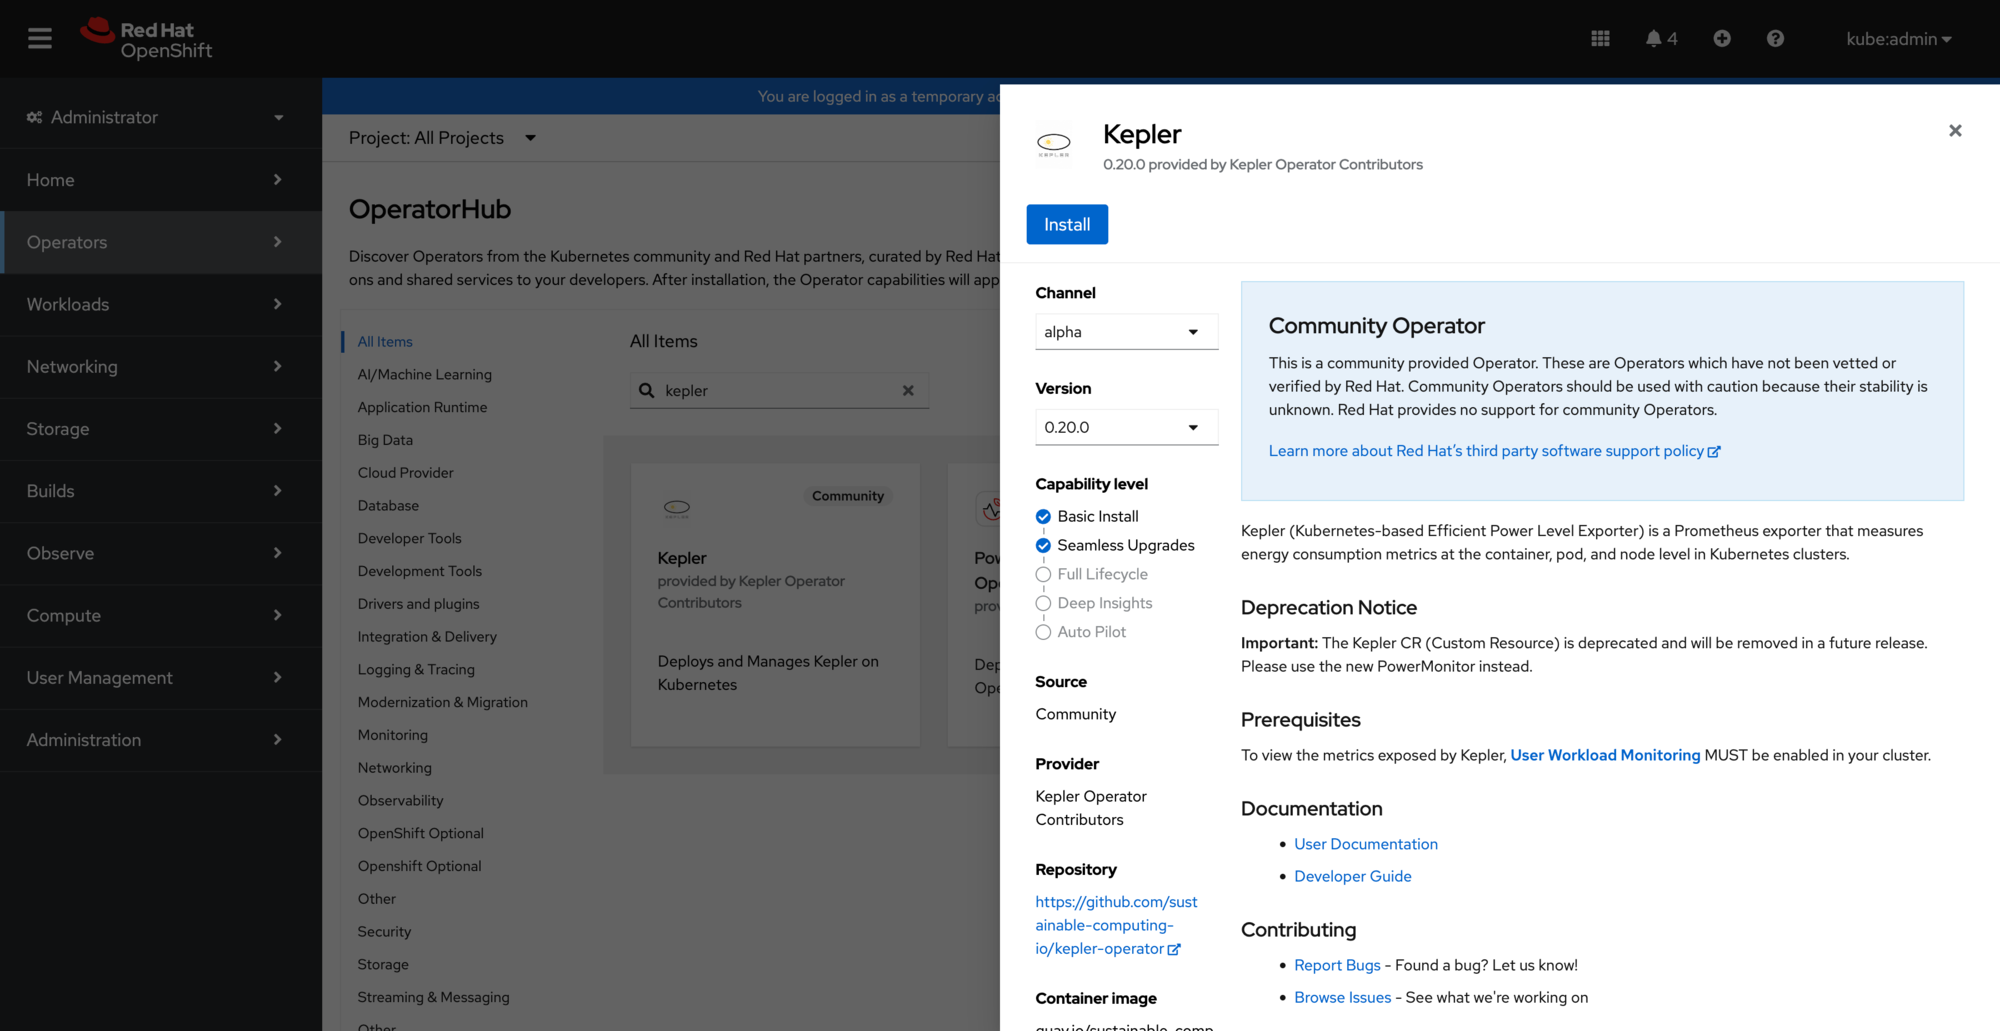 Red Hat
OpenShift
4
kube:admin
Administrator
Home
Operators
Workloads
Networking
Storage
Builds
Observe
Compute
User Management
Administration
You are logged in as a temporary
Project: All Projects
OperatorHub
Discover Operators from the Kubernetes community and Red Hat partners, curated by Red Hat
ons and shared services to your developers. After installation, the Operator capabilities will app
All Items
AI/Machine Learning
Application Runtime
Big Data
Cloud Provider
Database
Developer Tools
Development Tools
Drivers and plugins
Integration & Delivery
Logging & Tracing
Modernization & Migration
Monitoring
Networking
Observability
OpenShift Optional
Openshift Optional
Other
Security
Storage
Streaming & Messaging
Other
All Items
kepler
KEPLER
Community
Kepler
provided by Kepler Operator
Contributors
Deploys and Manages Kepler on
Kubernetes
Pow
Ope
prov
Dep
Ope
KEPLER
Kepler
0.20.0 provided by Kepler Operator Contributors
Install
Channel
alpha
Version
0.20.0
Capability level
Basic Install
Seamless Upgrades
Full Lifecycle
Deep Insights
Auto Pilot
Source
Community
Provider
Kepler Operator
Contributors
Repository
https://github.com/sust
ainable-computing-
io/kepler-operator
Container image
quay.io/sustainable_comp
Community Operator
This is a community provided Operator. These are Operators which have not been vetted or
verified by Red Hat. Community Operators should be used with caution because their stability is
unknown. Red Hat provides no support for community Operators.
Learn more about Red Hat’s third party software support policy
Kepler (Kubernetes-based Efficient Power Level Exporter) is a Prometheus exporter that measures
energy consumption metrics at the container, pod, and node level in Kubernetes clusters.
Deprecation Notice
Important: The Kepler CR (Custom Resource) is deprecated and will be removed in a future release.
Please use the new PowerMonitor instead.
Prerequisites
To view the metrics exposed by Kepler, User Workload Monitoring MUST be enabled in your cluster.
Documentation
• User Documentation
• Developer Guide
Contributing
• Report Bugs - Found a bug? Let us know!
• Browse Issues - See what we're working on